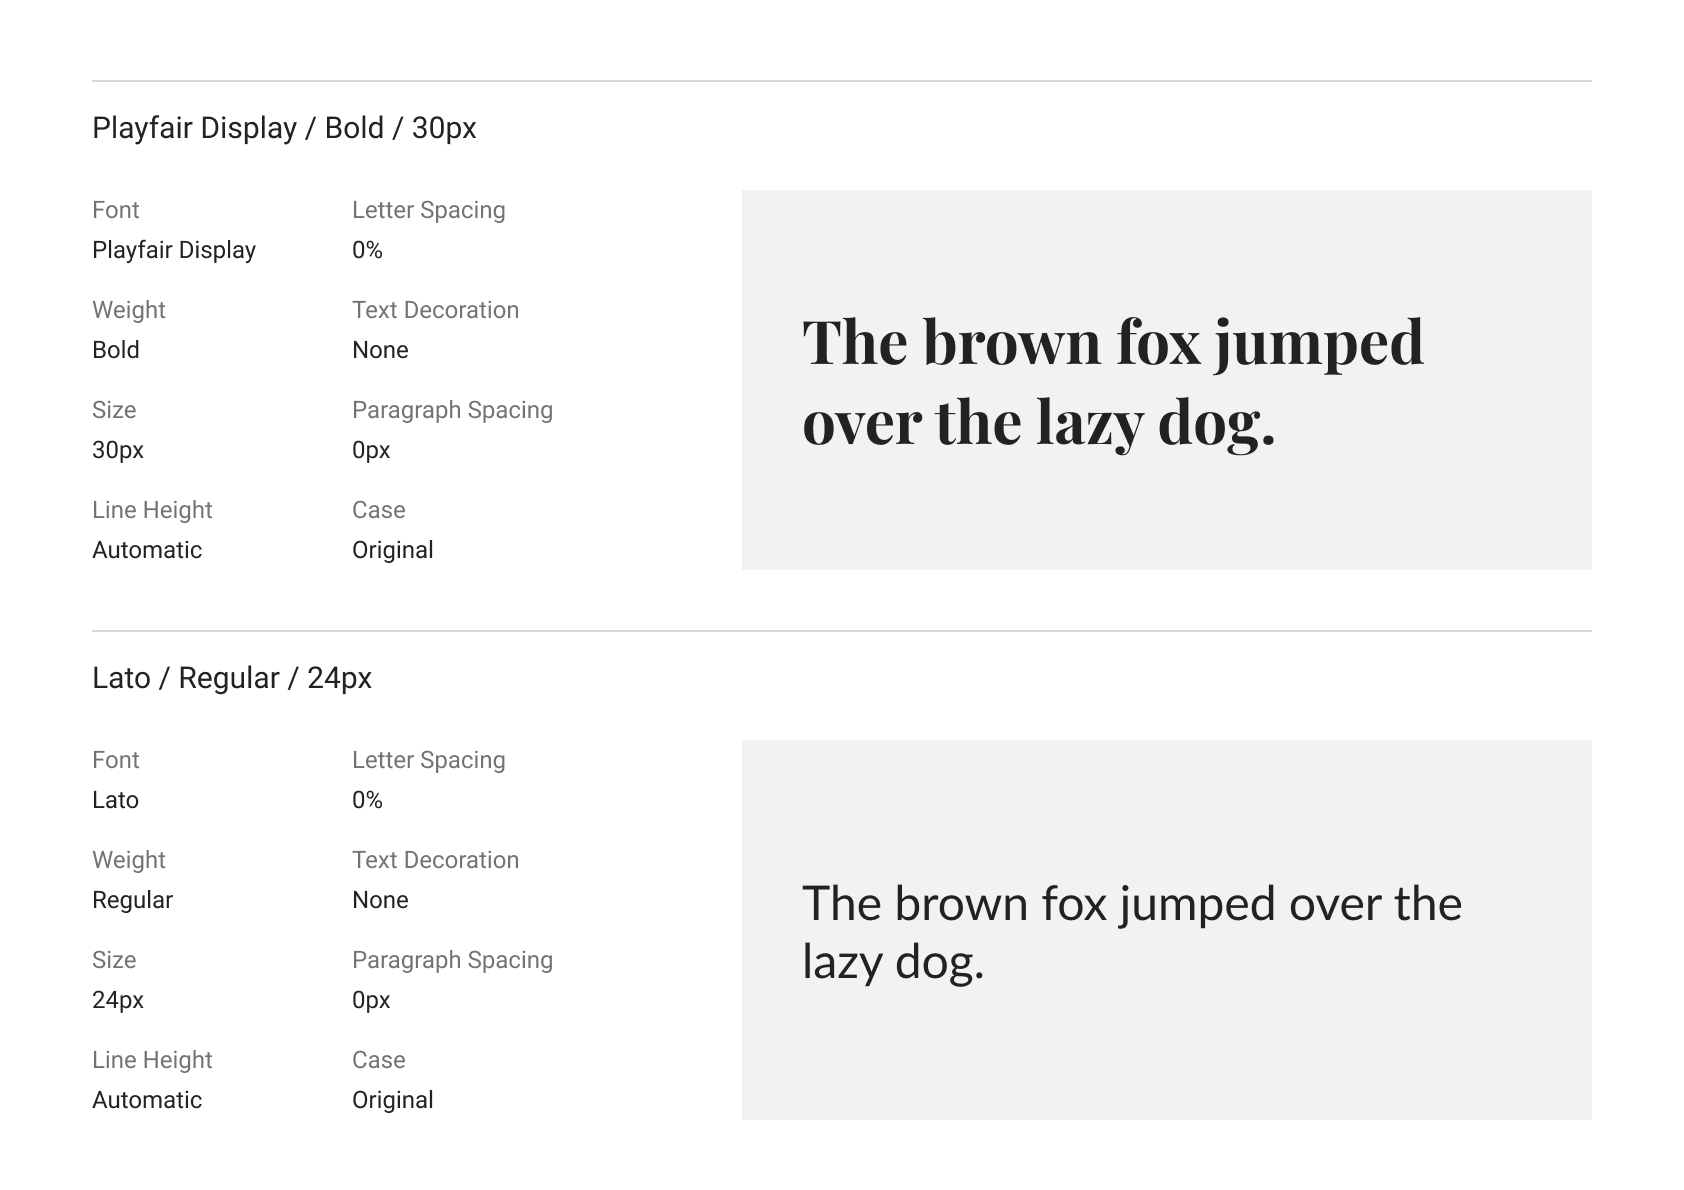 Playfair Display / Bold / 30px
Font
Playfair Display
Letter Spacing
0%
Weight
Bold
Text Decoration
None
Size
30px
Paragraph Spacing
0px
Line Height
Automatic
Case
Original
The brown fox jumped
over the lazy dog.
Lato / Regular / 24px
Font
Lato
Letter Spacing
0%
Weight
Regular
Text Decoration
None
Size
24px
Paragraph Spacing
0px
Line Height
Automatic
Case
Original
The brown fox jumped over the
lazy dog.